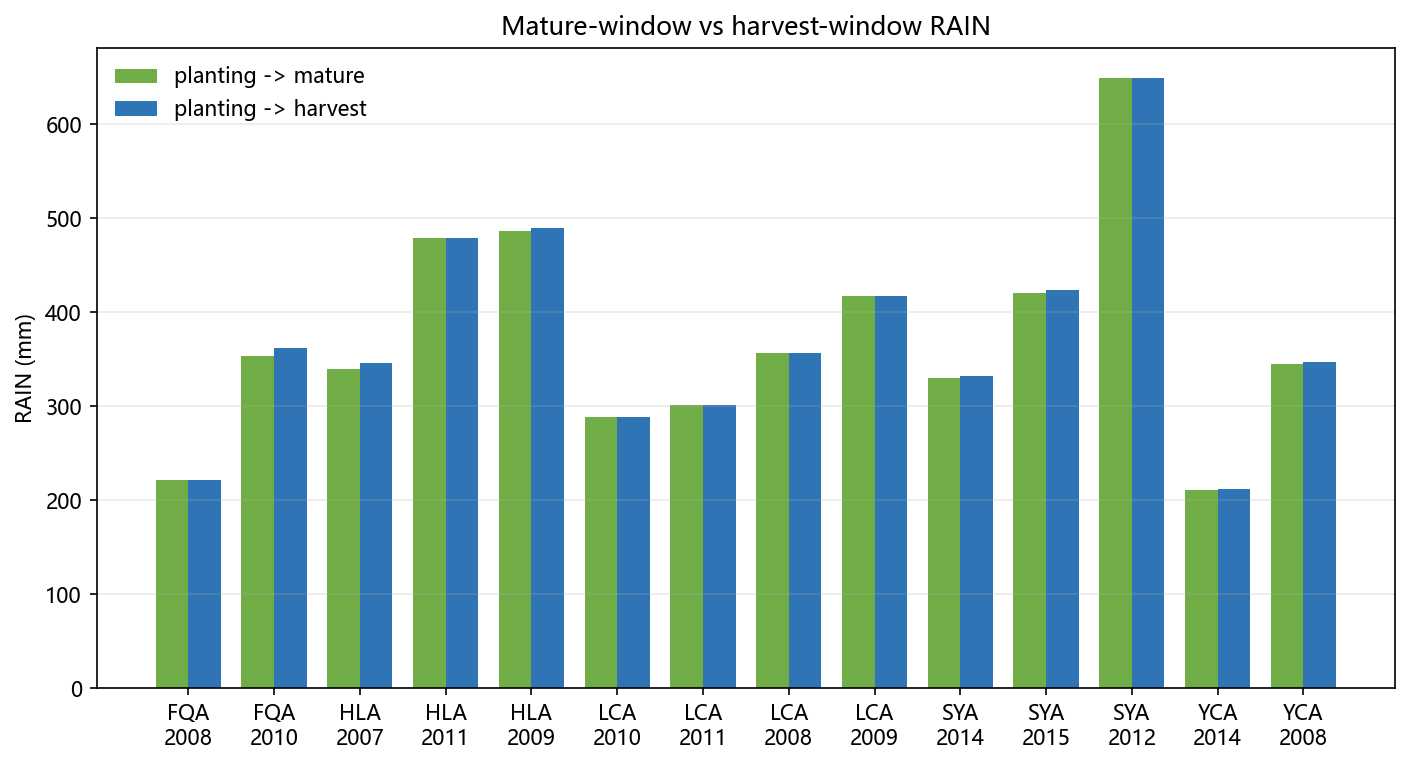 Mature-window vs harvest-window RAIN
planting -> mature
planting -> harvest
RAIN (mm)
600
500
400
300
200
100
0
FQA FQA HLA HLA HLA LCA LCA LCA LCA SYA SYA SYA YCA YCA
2008 2010 2007 2011 2009 2010 2011 2008 2009 2014 2015 2012 2014 2008